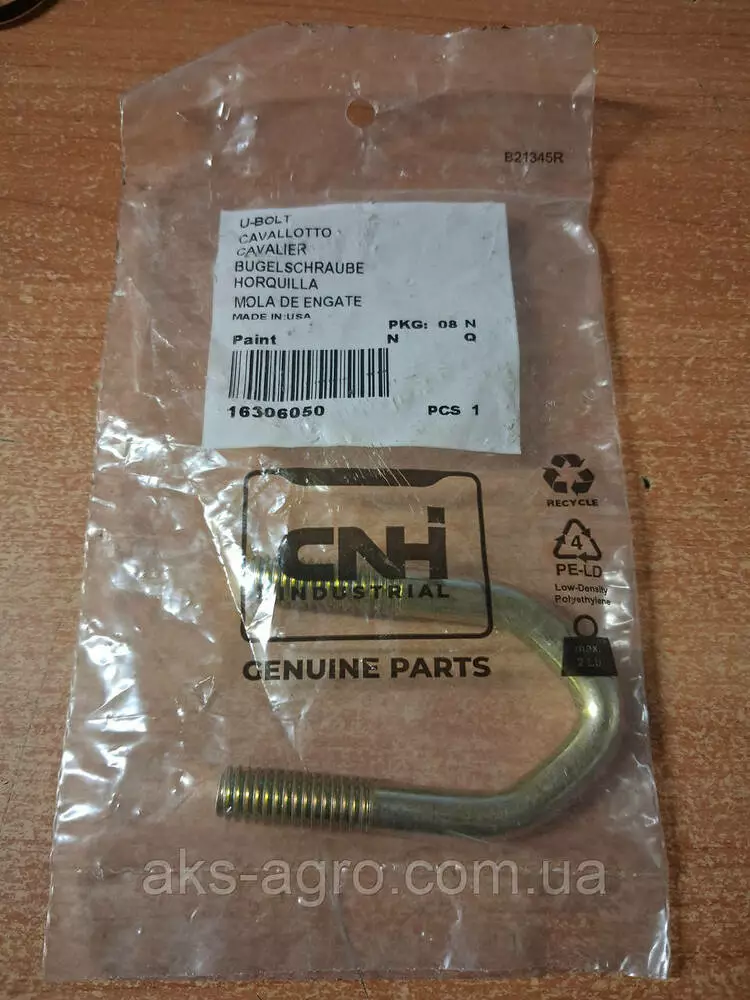 B21345R
U-BOLT
CAVALLOTTO
CAVALIER
BUGELSCHRAUBE
HORQUILLA
MOLA DE ENGATE
MADE IN:USA
PKG: 08 N
Paint N Q
16306050 PCS 1
CNH
INDUSTRIAL
GENUINE PARTS
RECYCLE
4
PE-LD
Low-Density
Polyethylene
max.
2 LB
aks-agro.com.ua